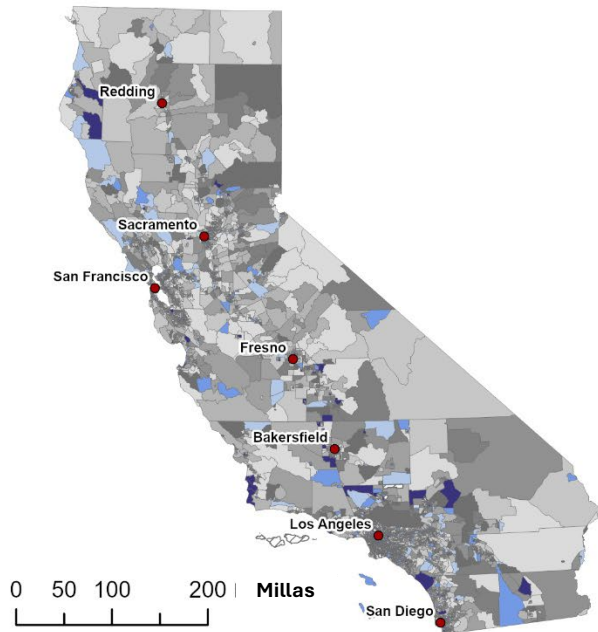 Redding
Sacramento
San Francisco
Fresno
Bakersfield
Los Angeles
San Diego
0 50 100 200 Millas